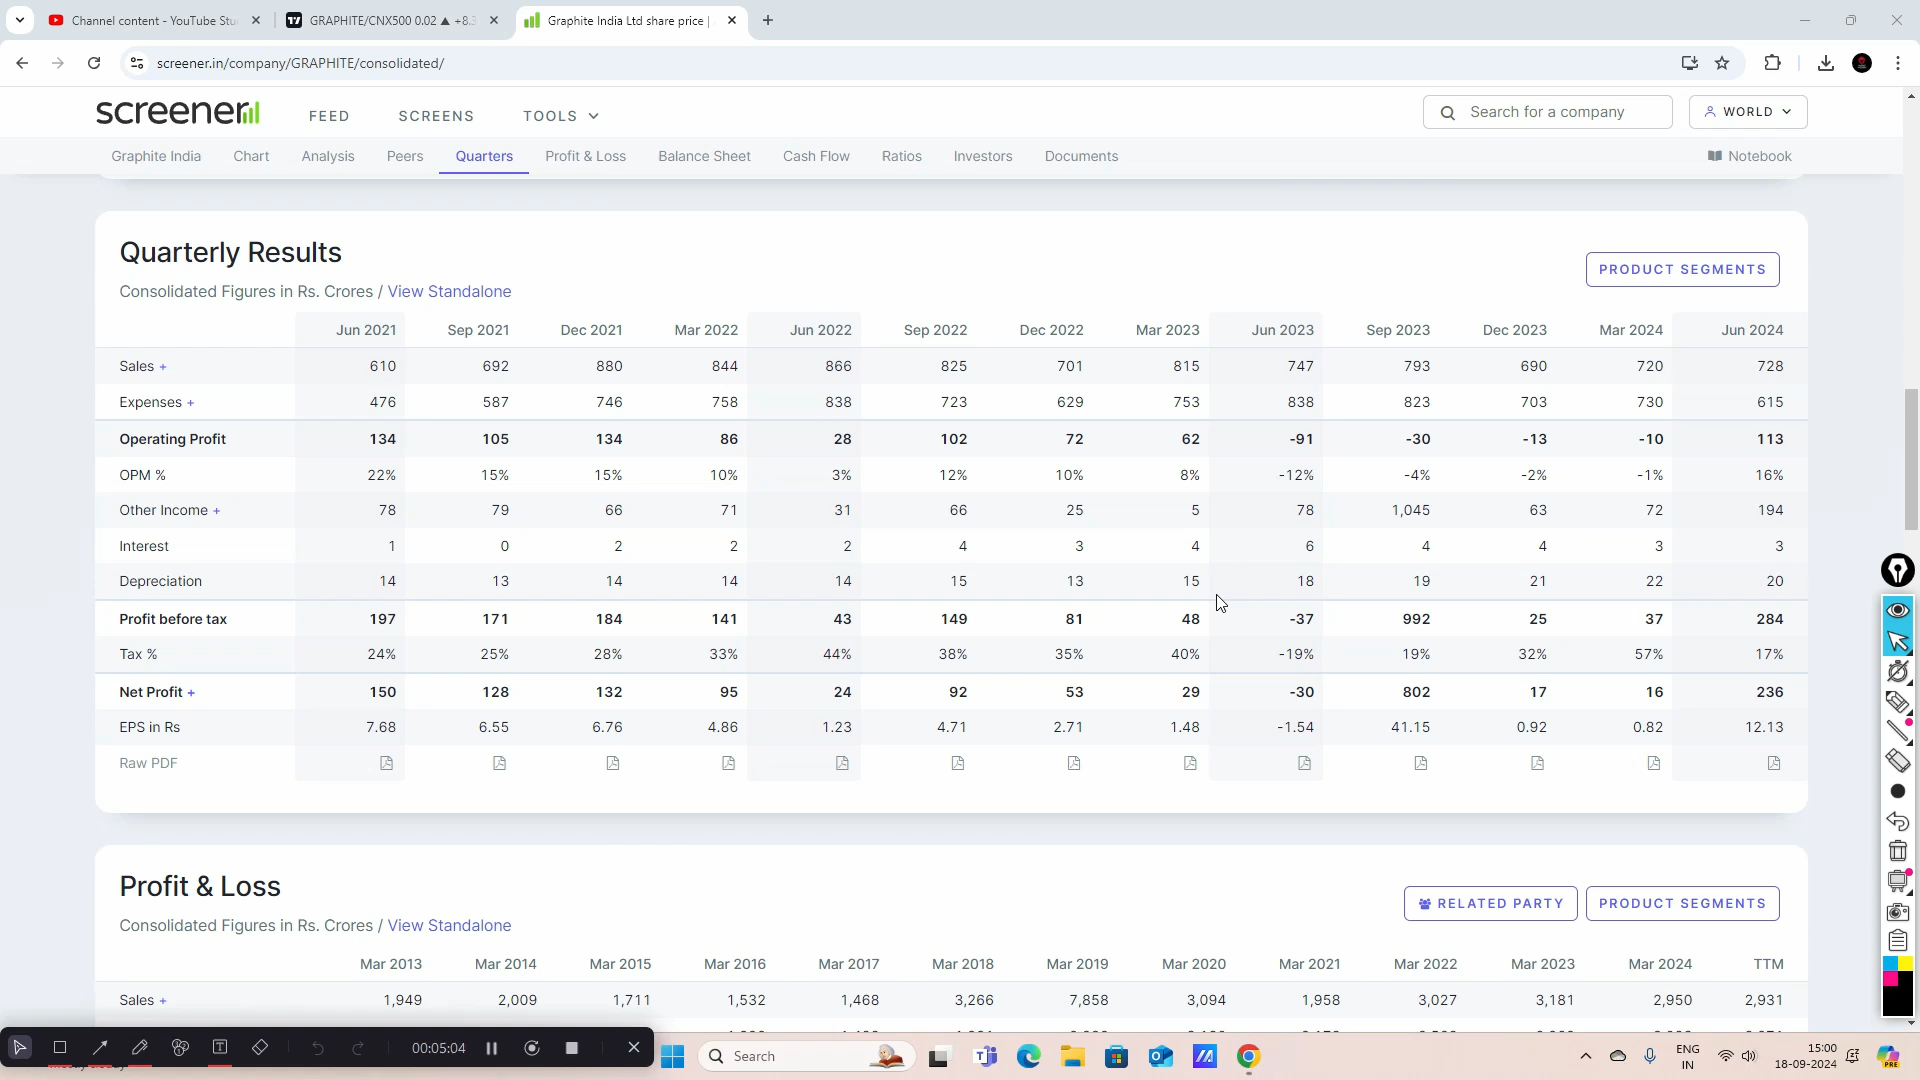 Channel content - YouTube Stu
GRAPHITE/CNX500 0.02 ▲ +8.3
Graphite India Ltd share price |
screener.in/company/GRAPHITE/consolidated/
screener
FEED
SCREENS
TOOLS
Search for a company
WORLD
Graphite India
Chart
Analysis
Peers
Quarters
Profit & Loss
Balance Sheet
Cash Flow
Ratios
Investors
Documents
Notebook
Quarterly Results
PRODUCT SEGMENTS
Consolidated Figures in Rs. Crores / View Standalone
Jun 2021 Sep 2021 Dec 2021 Mar 2022 Jun 2022 Sep 2022 Dec 2022 Mar 2023 Jun 2023 Sep 2023 Dec 2023 Mar 2024 Jun 2024
Sales + 610 692 880 844 866 825 701 815 747 793 690 720 728
Expenses + 476 587 746 758 838 723 629 753 838 823 703 730 615
Operating Profit 134 105 134 86 28 102 72 62 -91 -30 -13 -10 113
OPM % 22% 15% 15% 10% 3% 12% 10% 8% -12% -4% -2% -1% 16%
Other Income + 78 79 66 71 31 66 25 5 78 1,045 63 72 194
Interest 1 0 2 2 2 4 3 4 6 4 4 3 3
Depreciation 14 13 14 14 14 15 13 15 18 19 21 22 20
Profit before tax 197 171 184 141 43 149 81 48 -37 992 25 37 284
Tax % 24% 25% 28% 33% 44% 38% 35% 40% -19% 19% 32% 57% 17%
Net Profit + 150 128 132 95 24 92 53 29 -30 802 17 16 236
EPS in Rs 7.68 6.55 6.76 4.86 1.23 4.71 2.71 1.48 -1.54 41.15 0.92 0.82 12.13
Raw PDF
Profit & Loss
RELATED PARTY
PRODUCT SEGMENTS
Consolidated Figures in Rs. Crores / View Standalone
Mar 2013 Mar 2014 Mar 2015 Mar 2016 Mar 2017 Mar 2018 Mar 2019 Mar 2020 Mar 2021 Mar 2022 Mar 2023 Mar 2024 TTM
Sales + 1,949 2,009 1,711 1,532 1,468 3,266 7,858 3,094 1,958 3,027 3,181 2,950 2,931
00:05:04
Search
ENG
IN
15:00
18-09-2024
PRE